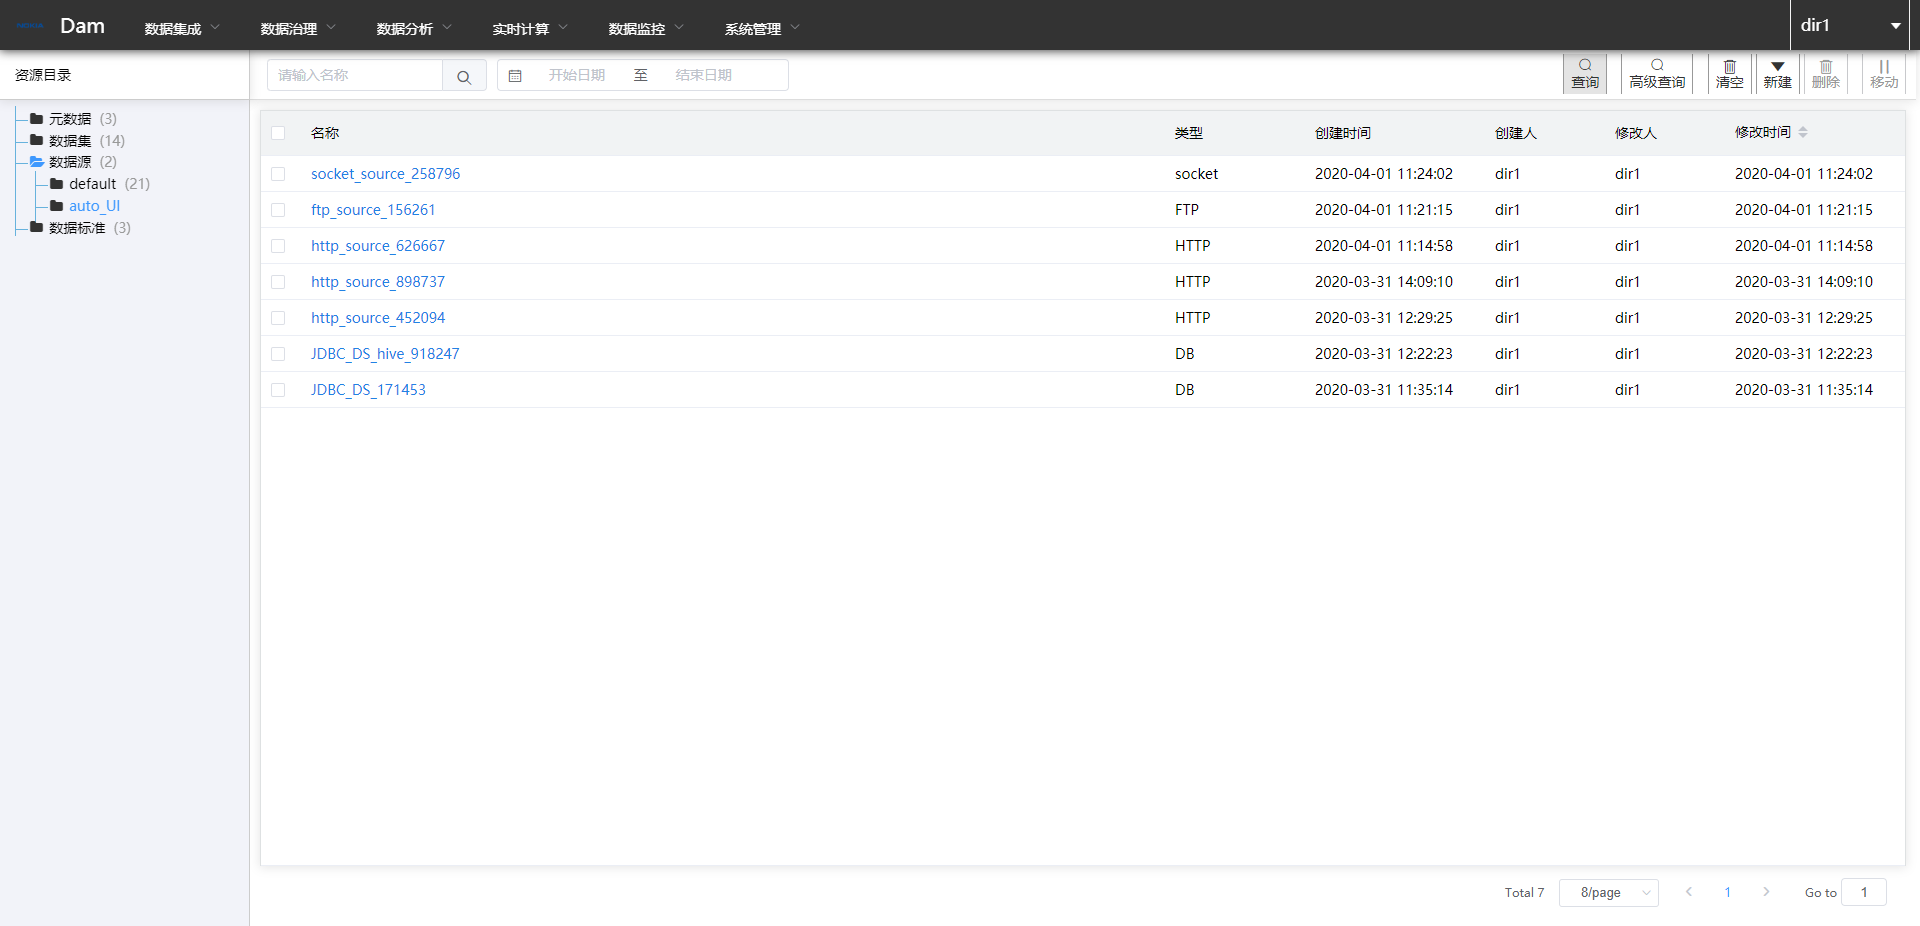 Dam 数据集成 数据治理 数据分析 实时计算 数据监控 系统管理 dir1
资源目录 请输入名称 开始日期 至 结束日期 查询 高级查询 清空 新建 删除 移动
元数据 (3)
数据集 (14)
数据源 (2)
default (21)
auto_UI
数据标准 (3)
名称 类型 创建时间 创建人 修改人 修改时间
socket_source_258796 socket 2020-04-01 11:24:02 dir1 dir1 2020-04-01 11:24:02
ftp_source_156261 FTP 2020-04-01 11:21:15 dir1 dir1 2020-04-01 11:21:15
http_source_626667 HTTP 2020-04-01 11:14:58 dir1 dir1 2020-04-01 11:14:58
http_source_898737 HTTP 2020-03-31 14:09:10 dir1 dir1 2020-03-31 14:09:10
http_source_452094 HTTP 2020-03-31 12:29:25 dir1 dir1 2020-03-31 12:29:25
JDBC_DS_hive_918247 DB 2020-03-31 12:22:23 dir1 dir1 2020-03-31 12:22:23
JDBC_DS_171453 DB 2020-03-31 11:35:14 dir1 dir1 2020-03-31 11:35:14
Total 7 8/page 1 Go to 1